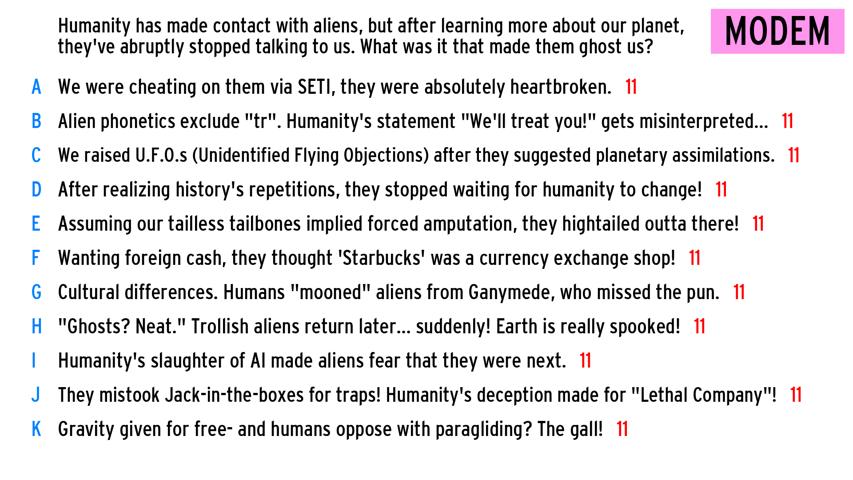 Humanity has made contact with aliens, but after learning more about our planet,
they've abruptly stopped talking to us. What was it that made them ghost us?
MODEM
A We were cheating on them via SETI, they were absolutely heartbroken. 11
B Alien phonetics exclude "tr". Humanity's statement "We'll treat you!" gets misinterpreted... 11
C We raised U.F.O.s (Unidentified Flying Objections) after they suggested planetary assimilations. 11
D After realizing history's repetitions, they stopped waiting for humanity to change! 11
E Assuming our tailless tailbones implied forced amputation, they hightailed outta there! 11
F Wanting foreign cash, they thought 'Starbucks' was a currency exchange shop! 11
G Cultural differences. Humans "mooned" aliens from Ganymede, who missed the pun. 11
H "Ghosts? Neat." Trollish aliens return later... suddenly! Earth is really spooked! 11
I Humanity's slaughter of AI made aliens fear that they were next. 11
J They mistook Jack-in-the-boxes for traps! Humanity's deception made for "Lethal Company"! 11
K Gravity given for free- and humans oppose with paragliding? The gall! 11